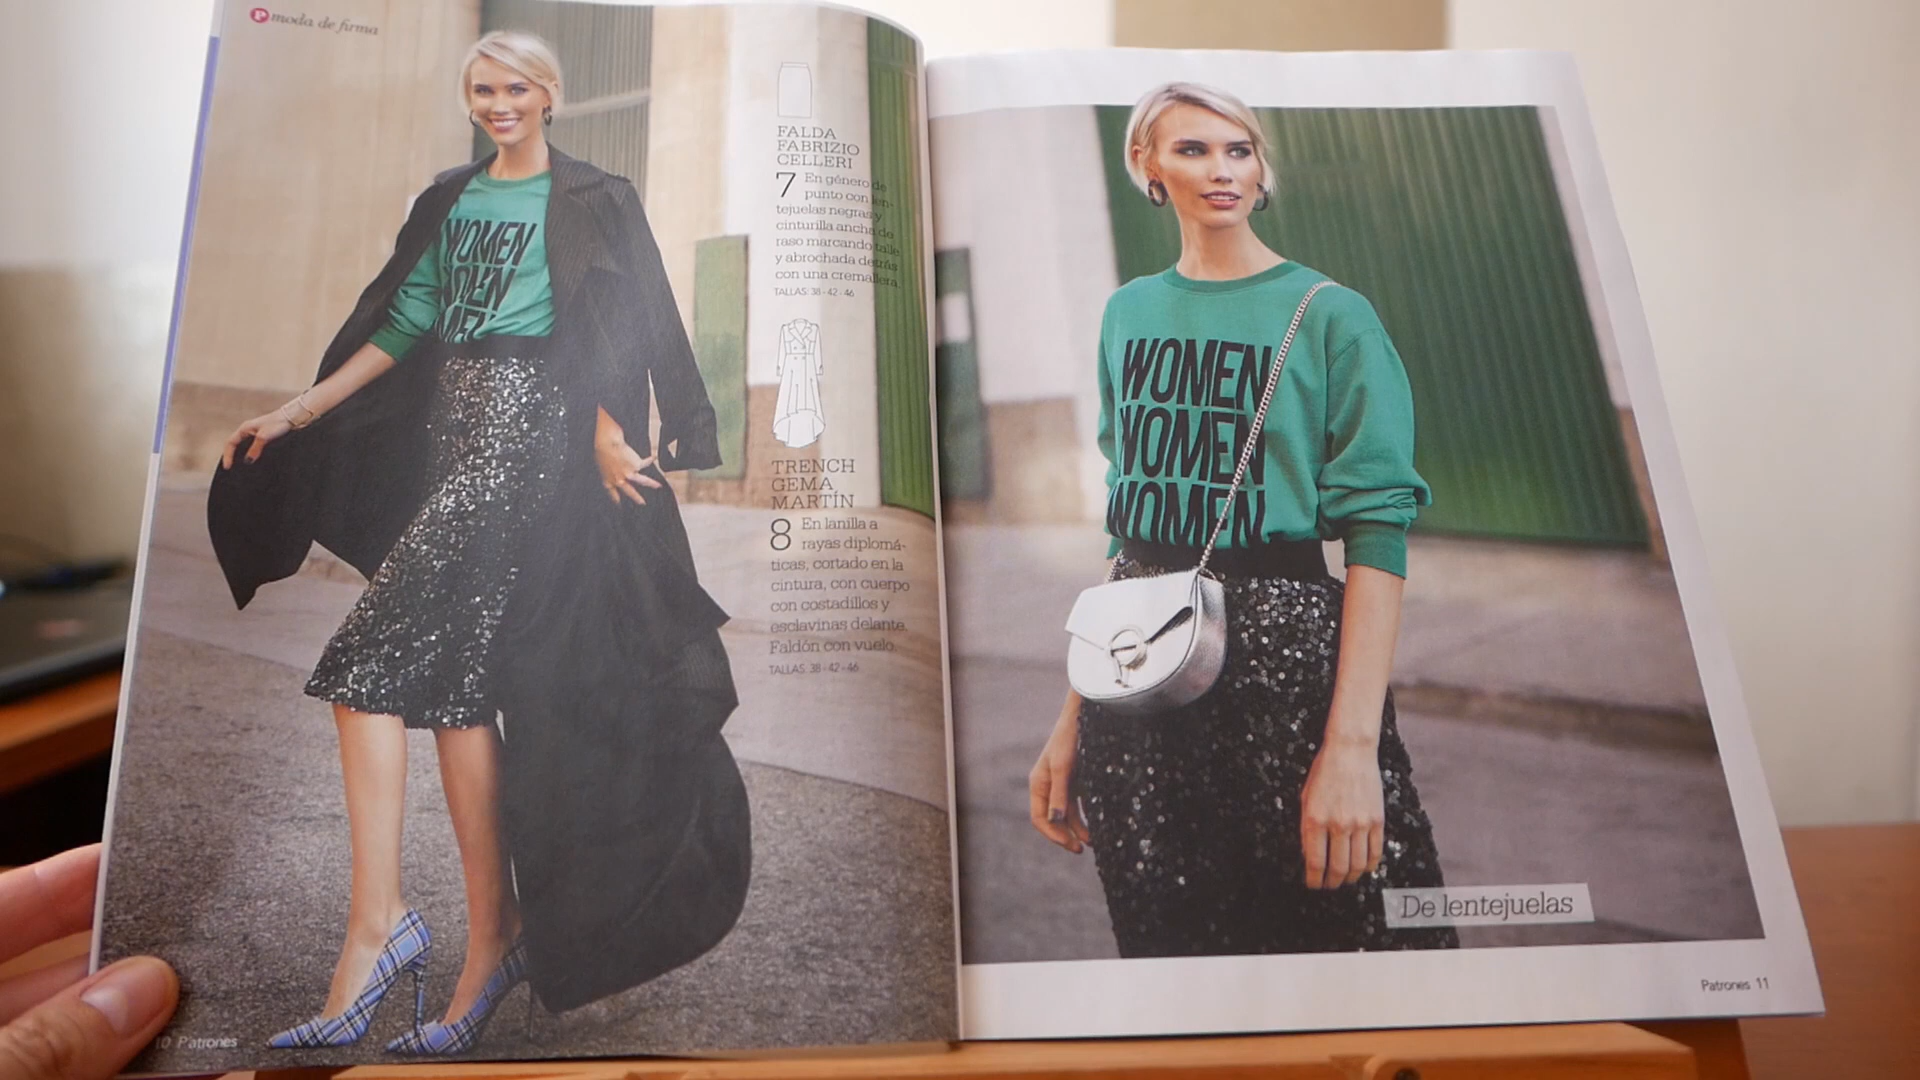 P moda de firma
WOMEN
WOMEN
WOMEN
FALDA
FABRIZIO
CELLERI
7 En género de
punto con len-
tejuelas negras y
cinturilla ancha de
raso marcando talle
y abrochada detrás
con una cremallera.
TALLAS: 38 - 42 - 46
TRENCH
GEMA
MARTÍN
8 En lanilla a
rayas diplomá-
ticas, cortado en la
cintura, con cuerpo
con costadillos y
esclavinas delante.
Faldón con vuelo.
TALLAS: 38 - 42 - 46
10 Patrones
WOMEN
WOMEN
WOMEN
De lentejuelas
Patrones 11